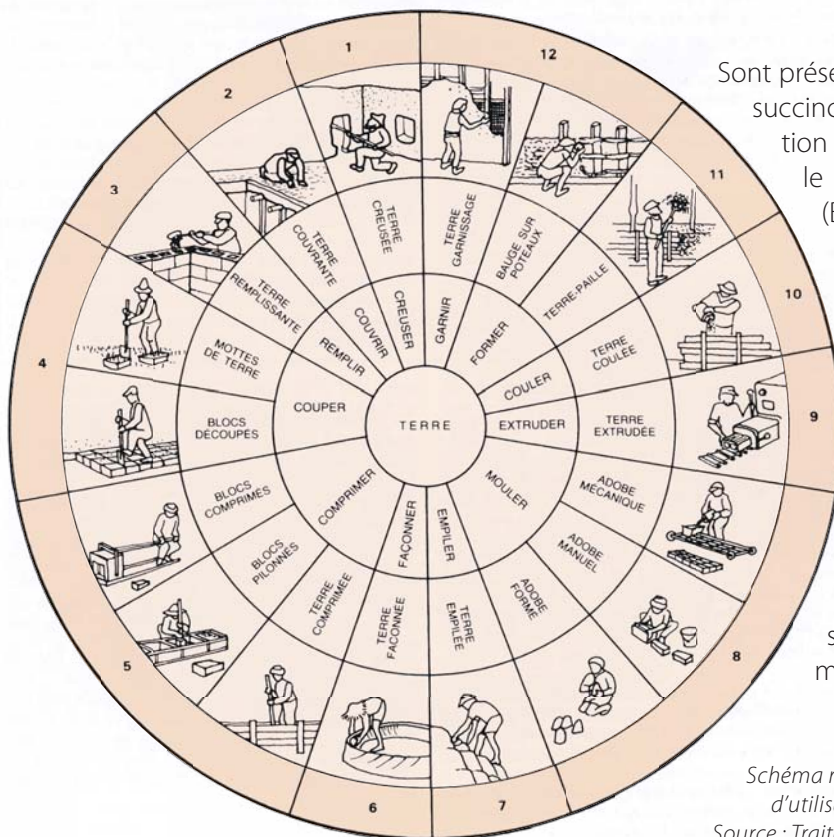 1
2
3
4
5
6
7
8
9
10
11
12
TERRE
CREUSÉE
TERRE
COUVRANTE
TERRE
REMPLISSANTE
MOTTES
DE TERRE
BLOCS
DÉCOUPÉS
BLOCS
COMPRIMÉS
BLOCS
PILONNÉS
TERRE
COMPRIMÉE
TERRE
FAÇONNÉE
TERRE
EMPILÉE
ADOBE
FORMÉ
ADOBE
MANUEL
ADOBE
MÉCANIQUE
TERRE
EXTRUDÉE
TERRE
COULÉE
TERRE-PAILLE
BAUGE SUR
POTEAUX
TERRE
GARNISSAGE
CREUSER
COUVRIR
REMPLIR
COUPER
COMPRIMER
FAÇONNER
EMPILER
MOULER
EXTRUDER
COULER
FORMER
GARNIR
TERRE
Sont prése
succinc
tion
le
(
s
m
Schéma
d'utilis
Source : Trait